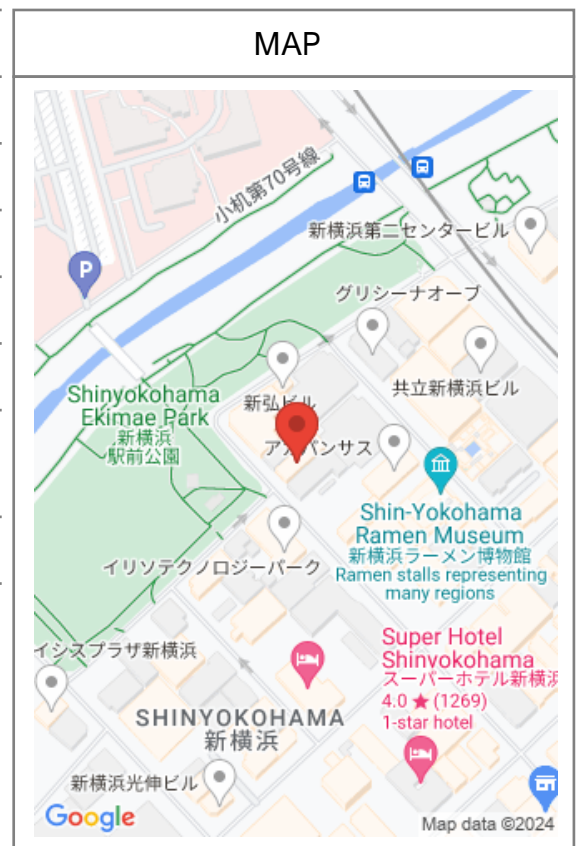 MAP
小机第70号線
新横浜第二センタービル
グリシーナオーブ
共立新横浜ビル
Shinyokohama
Ekimae Park
新横浜
駅前公園
新弘ビル
P
Shin-Yokohama
Ramen Museum
新横浜ラーメン博物館
Ramen stalls representing
many regions
イリソテクノロジーパーク
Super Hotel
Shinyokohama
スーパーホテル新横浜
4.0 ★ (1269)
1-star hotel
イシスプラザ新横浜
SHINYOKOHAMA
新横浜
新横浜光伸ビル
Google
Map data ©2024